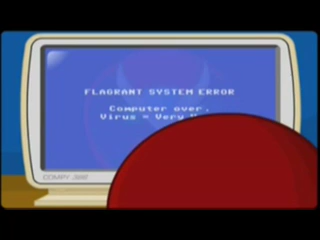 FLAGRANT SYSTEM ERROR
Computer over.
Virus = Very
COMPY 386